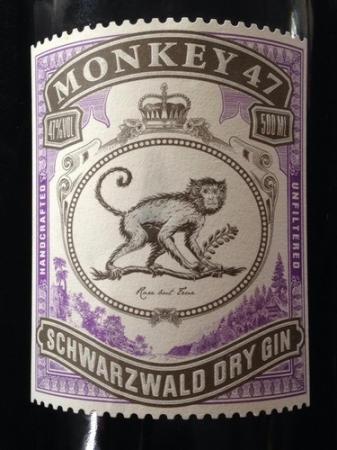 MONKEY 47
47%VOL
500 ML
HANDCRAFTED
UNFILTERED
SCHWARZWALD DRY GIN